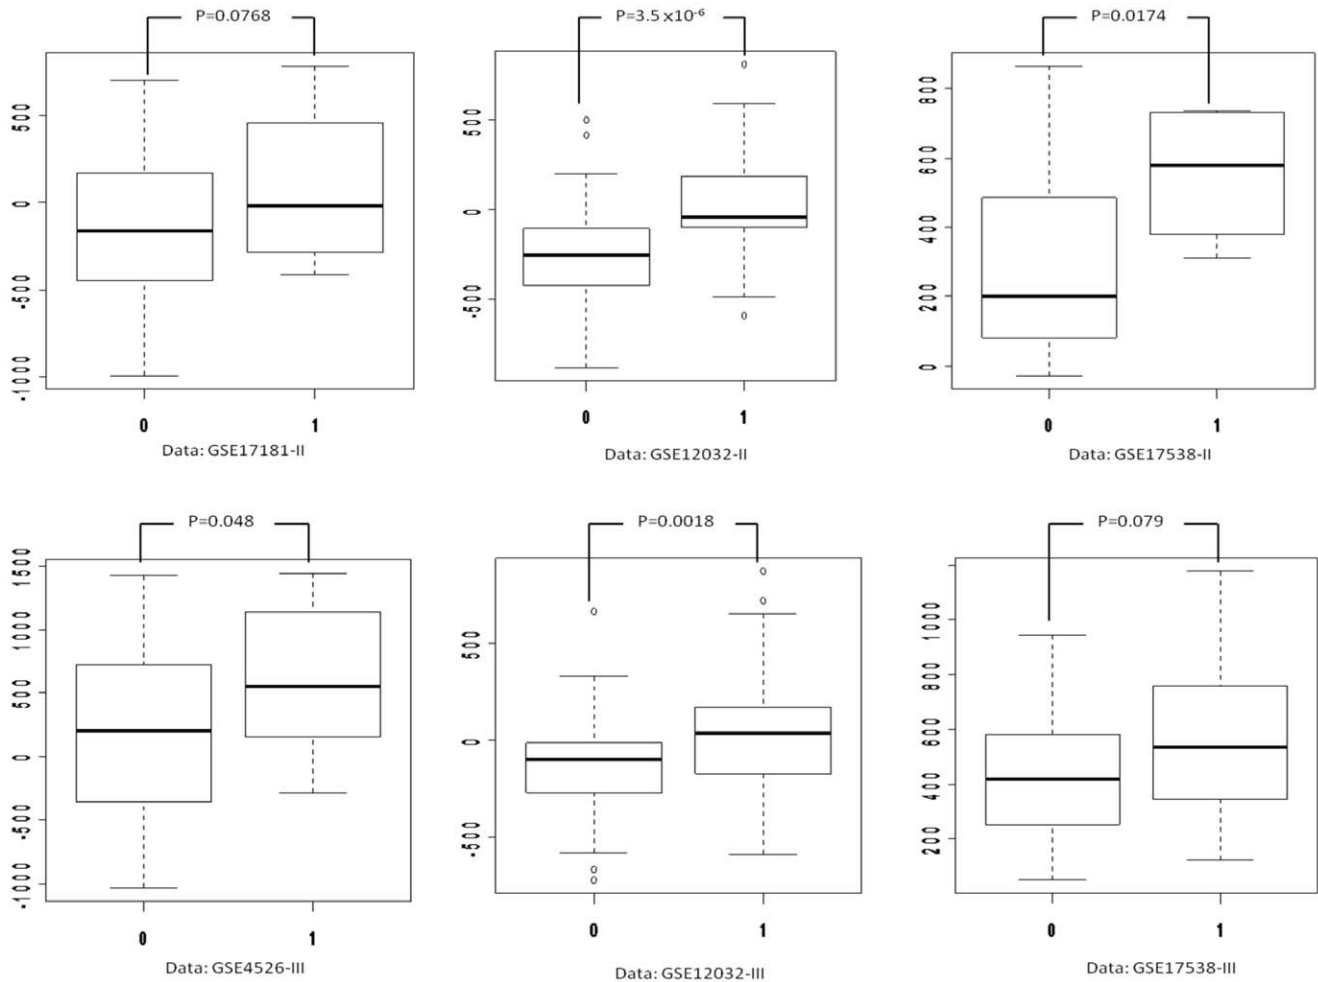 P=0.0768
500
0
-500
-1000
0 1
Data: GSE17181-II
P=3.5x10⁻⁶
500
0
-500
0 1
Data: GSE12032-II
P=0.0174
800
600
400
200
0
0 1
Data: GSE17538-II
P=0.048
1500
1000
500
0
-500
-1000
0 1
Data: GSE4526-III
P=0.0018
500
0
-500
0 1
Data: GSE12032-III
P=0.079
1000
800
600
400
200
0 1
Data: GSE17538-III